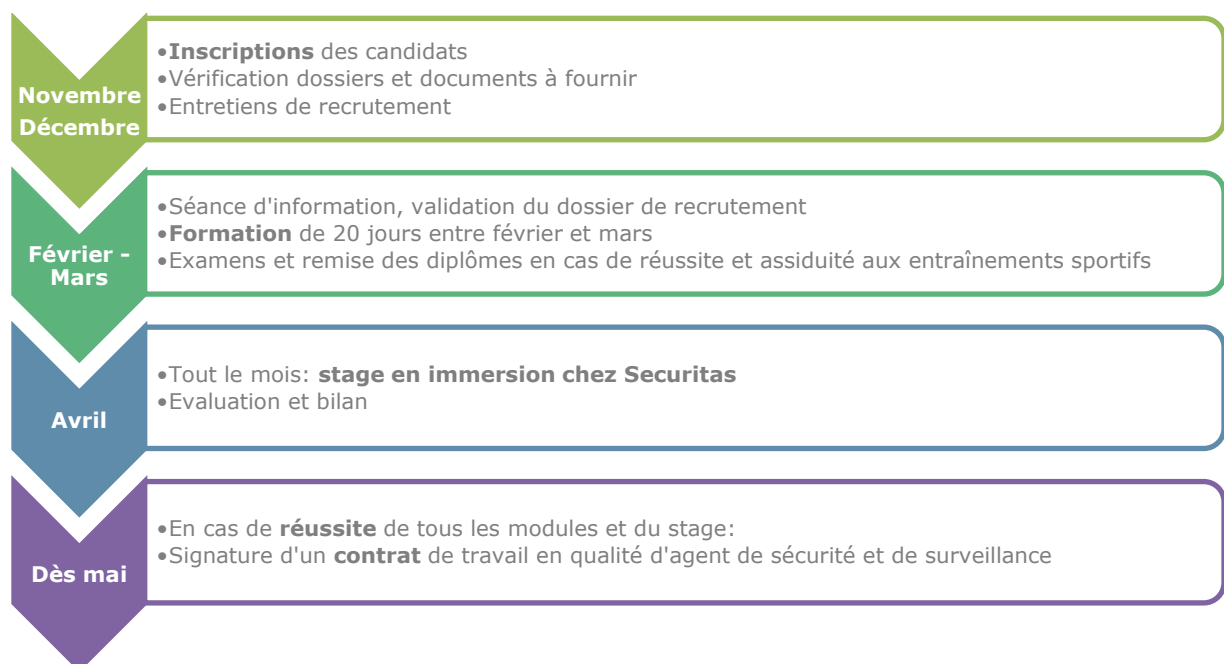 Novembre
Décembre
•Inscriptions des candidats
•Vérification dossiers et documents à fournir
•Entretiens de recrutement
Février -
Mars
•Séance d'information, validation du dossier de recrutement
•Formation de 20 jours entre février et mars
•Examens et remise des diplômes en cas de réussite et assiduité aux entraînements sportifs
Avril
•Tout le mois: stage en immersion chez Securitas
•Evaluation et bilan
Dès mai
•En cas de réussite de tous les modules et du stage:
•Signature d'un contrat de travail en qualité d'agent de sécurité et de surveillance